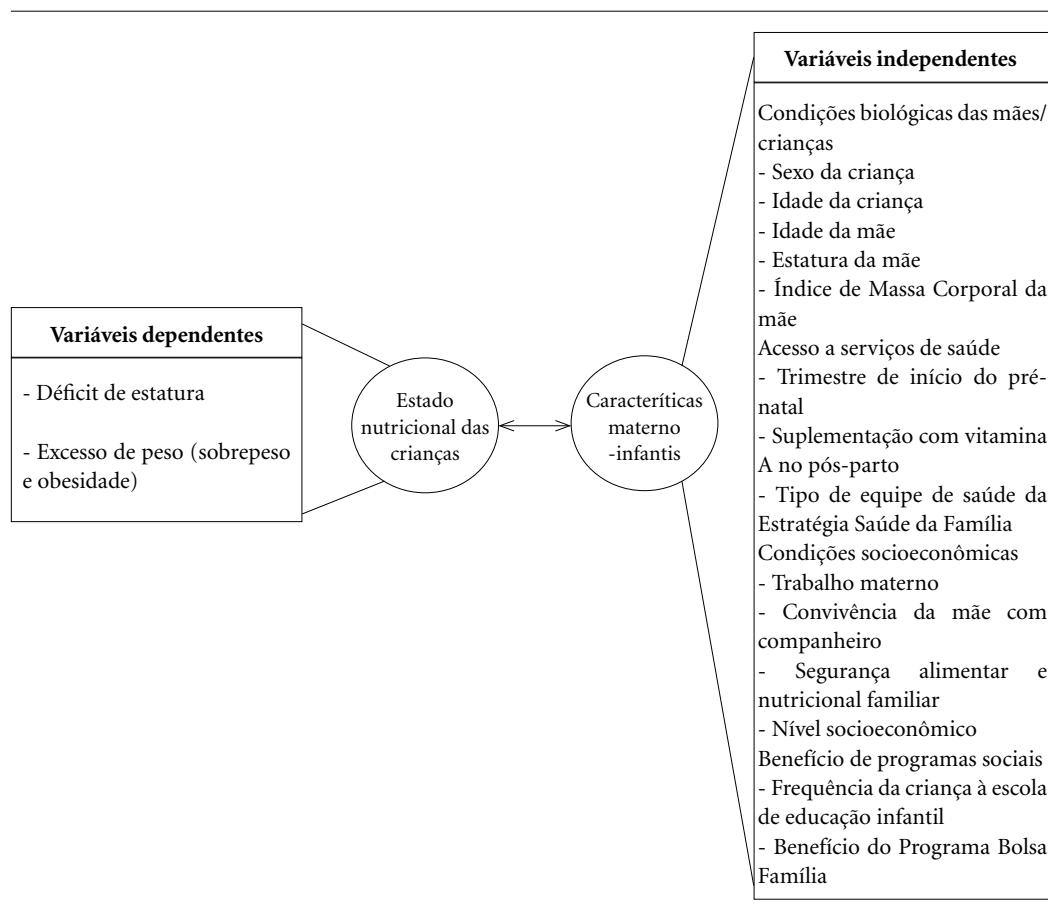 Variáveis dependentes
- Déficit de estatura
- Excesso de peso (sobrepeso
e obesidade)
Estado
nutricional das
crianças
Caracteríticas
materno
-infantis
Variáveis independentes
Condições biológicas das mães/
crianças
- Sexo da criança
- Idade da criança
- Idade da mãe
- Estatura da mãe
- Índice de Massa Corporal da
mãe
Acesso a serviços de saúde
- Trimestre de início do pré-
natal
- Suplementação com vitamina
A no pós-parto
- Tipo de equipe de saúde da
Estratégia Saúde da Família
Condições socioeconômicas
- Trabalho materno
- Convivência da mãe com
companheiro
- Segurança alimentar e
nutricional familiar
- Nível socioeconômico
Benefício de programas sociais
- Frequência da criança à escola
de educação infantil
- Benefício do Programa Bolsa
Família